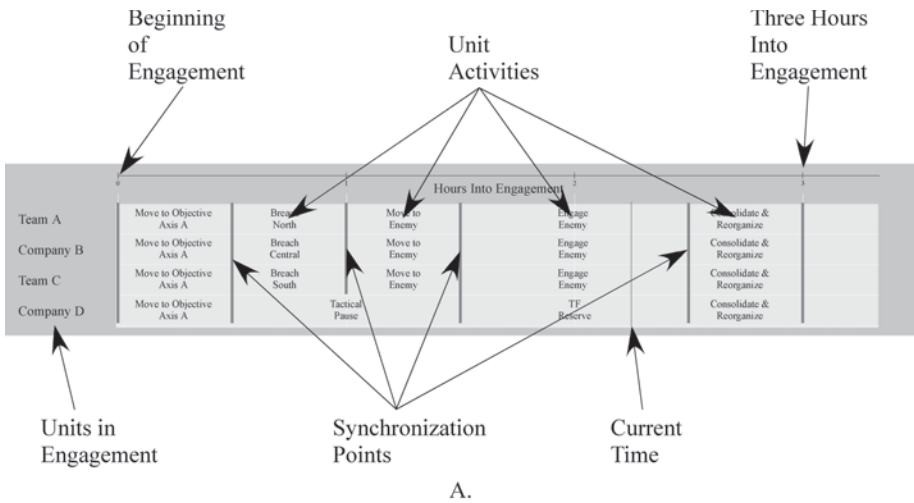 Beginning
of
Engagement
Unit
Activities
Three Hours
Into
Engagement
0 1 2 3
Hours Into Engagement
Team A
Move to Objective
Axis A
Breach
North
Move to
Enemy
Engage
Enemy
Consolidate &
Reorganize
Company B
Move to Objective
Axis A
Breach
Central
Move to
Enemy
Engage
Enemy
Consolidate &
Reorganize
Team C
Move to Objective
Axis A
Breach
South
Move to
Enemy
Engage
Enemy
Consolidate &
Reorganize
Company D
Move to Objective
Axis A
Tactical
Pause
TF
Reserve
Consolidate &
Reorganize
Units in
Engagement
Synchronization
Points
Current
Time
A.